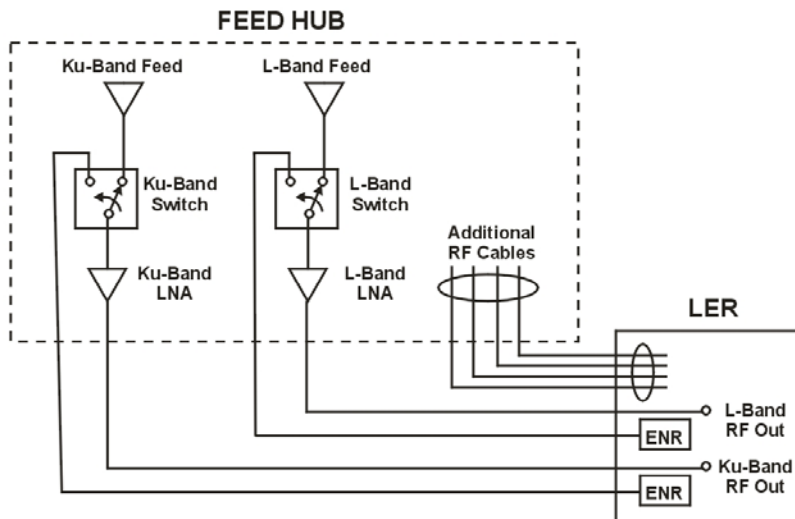 FEED HUB
Ku-Band Feed
L-Band Feed
Ku-Band
Switch
L-Band
Switch
Additional
RF Cables
Ku-Band
LNA
L-Band
LNA
LER
L-Band
RF Out
ENR
Ku-Band
RF Out
ENR